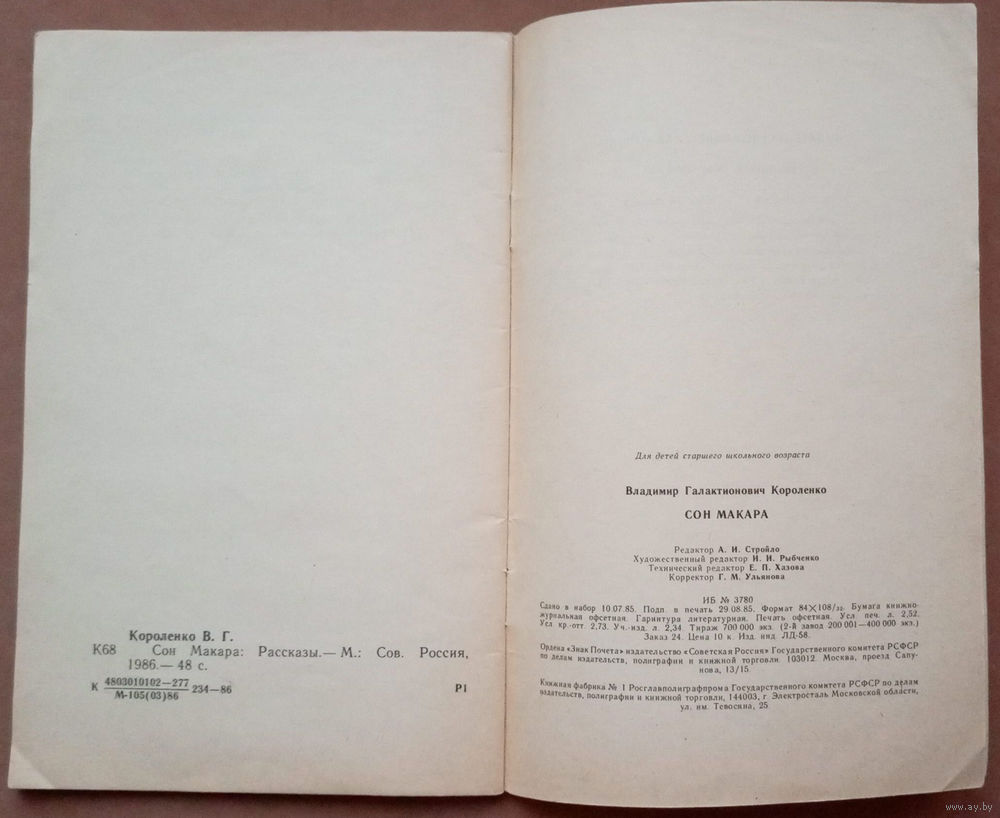 Короленко В. Г.
К68 Сон Макара: Рассказы.— М.: Сов. Россия,
1986.— 48 с.
К 4803010102—277
М-105(03)86 234—86
Р1
Для детей старшего школьного возраста
Владимир Галактионович Короленко
СОН МАКАРА
Редактор А. И. Стройло
Художественный редактор Н. И. Рыбченко
Технический редактор Е. П. Хазова
Корректор Г. М. Ульянова
ИБ № 3780
Сдано в набор 10.07.85. Подп. в печать 29.08.85. Формат 84×108/32. Бумага книжно-
журнальная офсетная. Гарнитура литературная. Печать офсетная. Усл. печ. л. 2,52.
Усл. кр.-отт. 2,73. Уч.-изд. л. 2,34. Тираж 700 000 экз. (2-й завод 200 001—400 000 экз.)
Заказ 24. Цена 10 к. Изд. инд. ЛД-58.
Ордена «Знак Почета» издательство «Советская Россия» Государственного комитета РСФСР
по делам издательств, полиграфии и книжной торговли. 103012. Москва, проезд Сапу-
нова, 13/15.
Книжная фабрика № 1 Росглавполиграфпрома Государственного комитета РСФСР по делам
издательств, полиграфии и книжной торговли, 144003, г. Электросталь Московской области,
ул. им. Тевосяна, 25.
www.ay.by